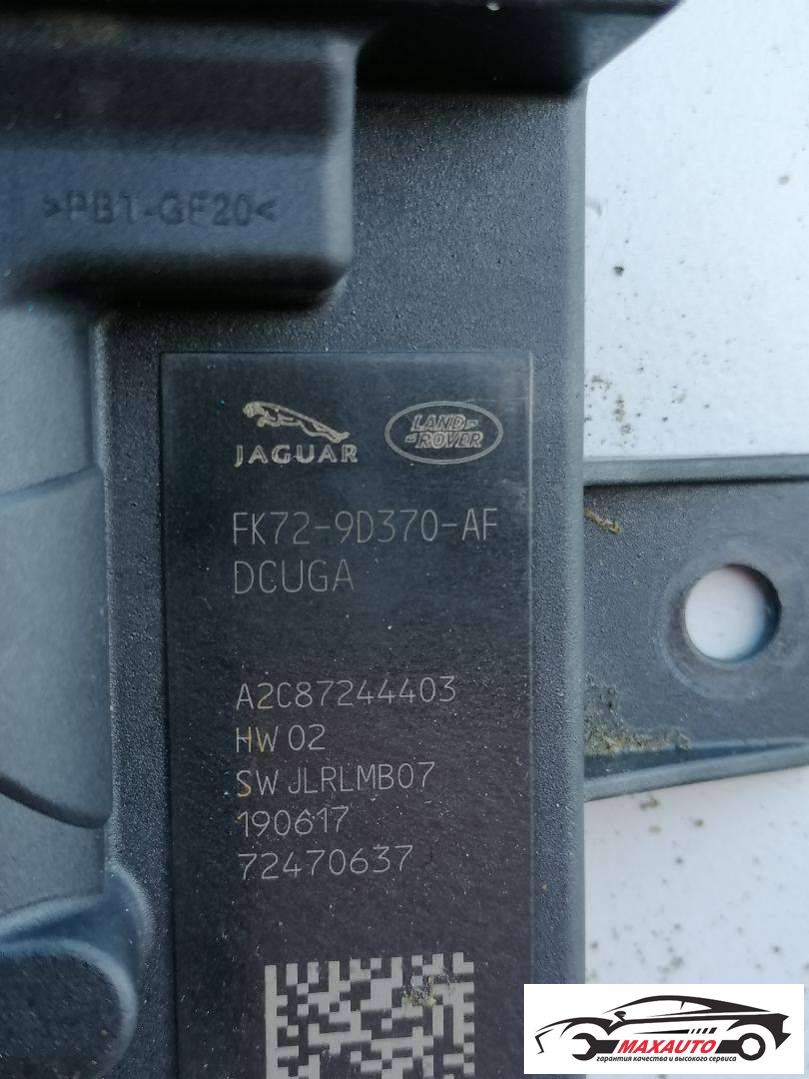 >PBT-GF20<
JAGUAR
LAND-
-ROVER
FK72-9D370-AF
DCUGA
A2C87244403
HW 02
SW JLRLMB07
190617
72470637
MAXAUTO
гарантия качества и высокого сервиса